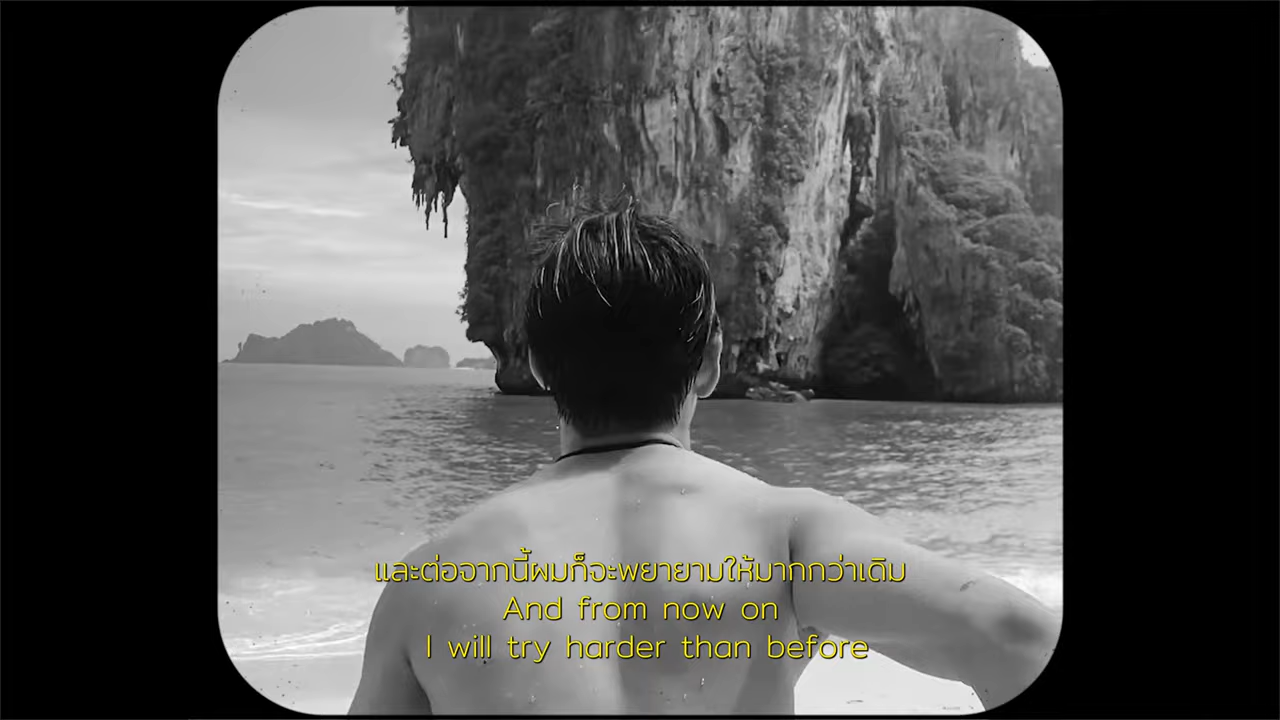 และต่อจากนี้ผมก็จะพยายามให้มากกว่าเดิม
And from now on
I will try harder than before